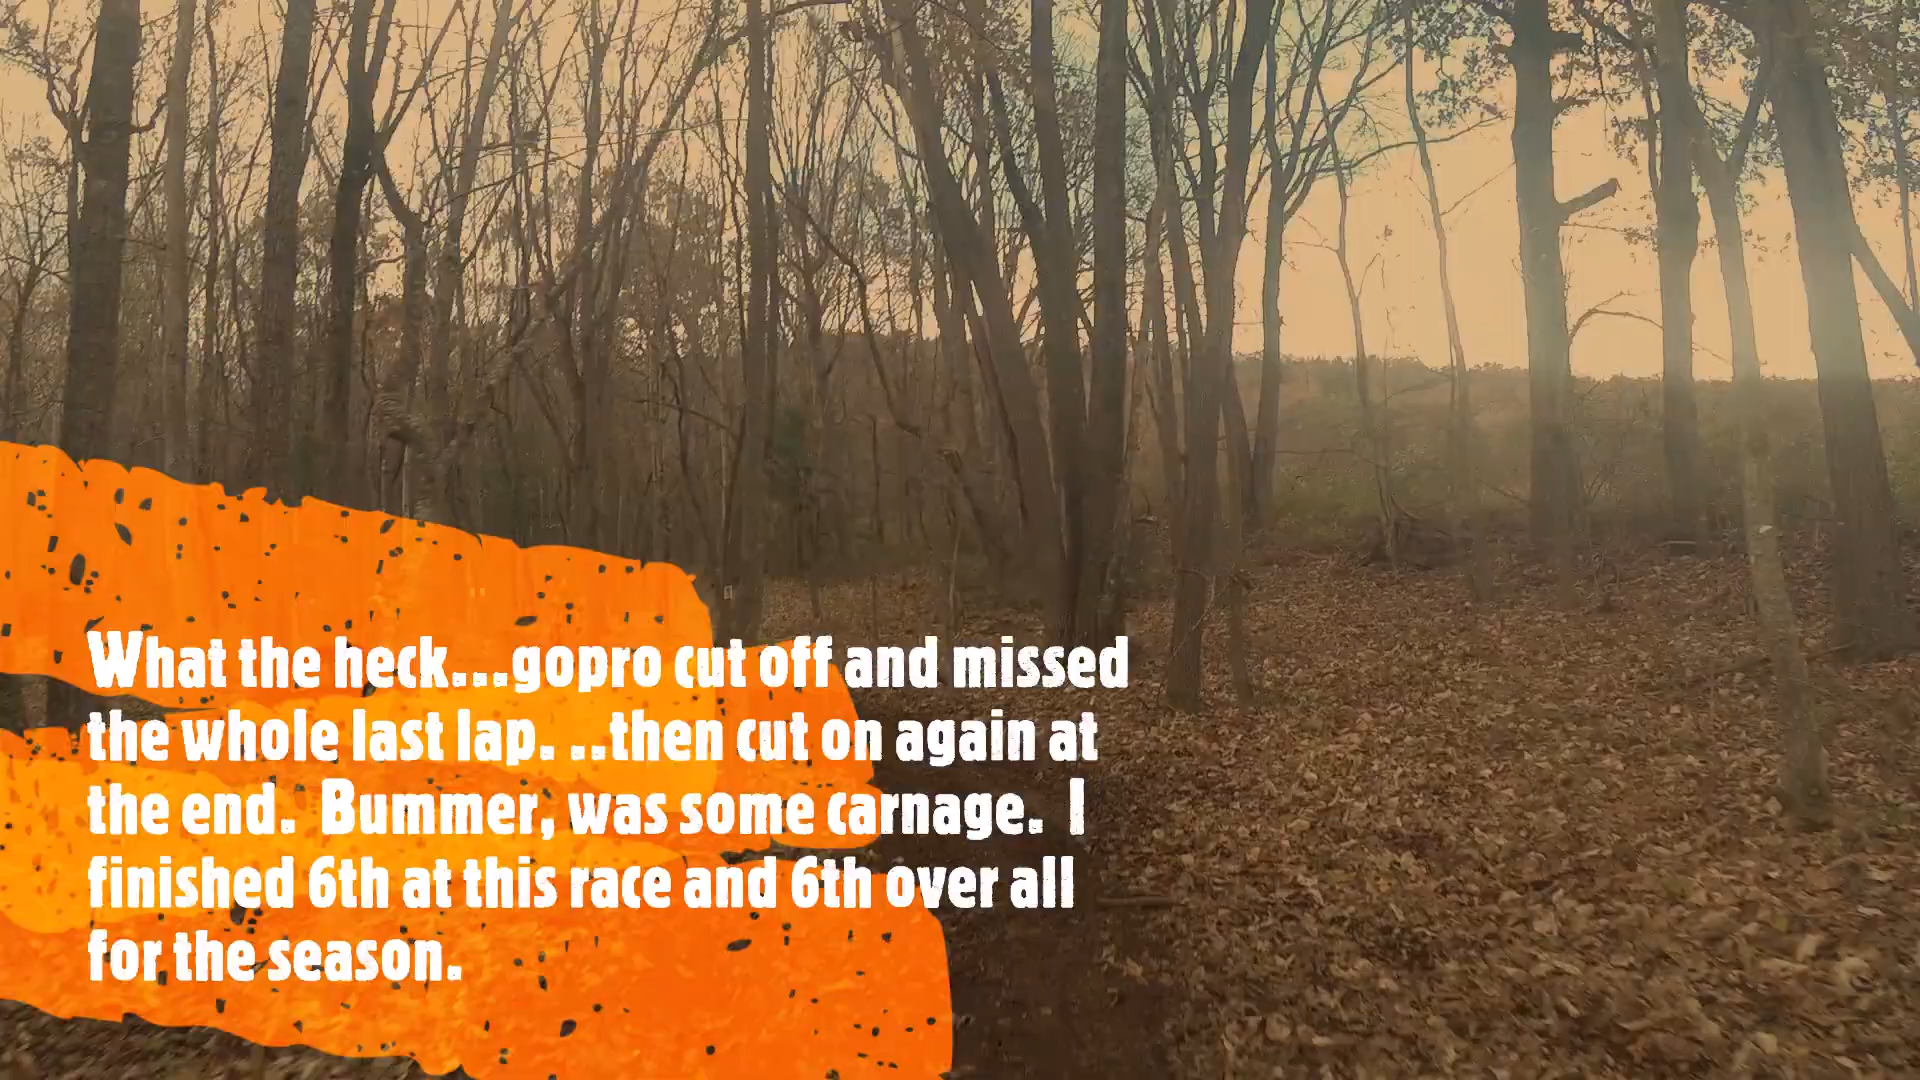 What the heck...gopro cut off and missed
the whole last lap. ..then cut on again at
the end.  Bummer, was some carnage.  I
finished 6th at this race and 6th over all
for the season.